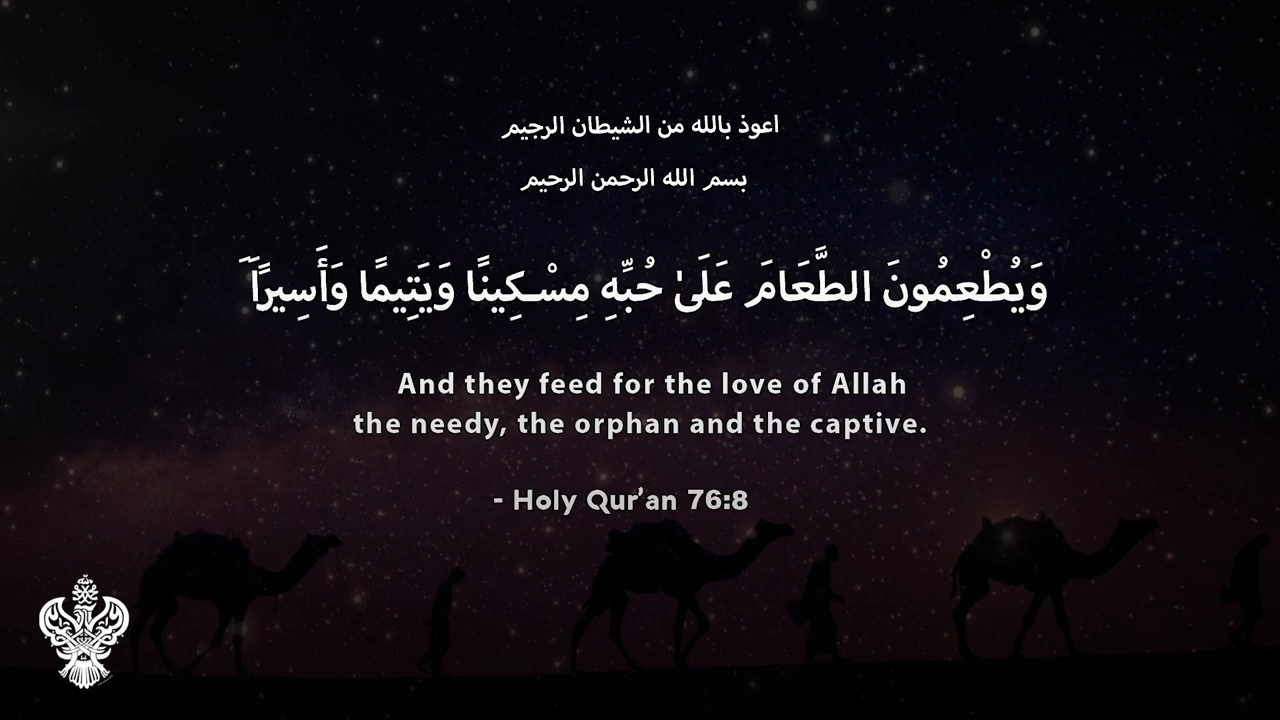 اعوذ بالله من الشيطان الرجيم
بسم الله الرحمن الرحيم
وَيُطْعِمُونَ الطَّعَامَ عَلَىٰ حُبِّهِ مِسْكِينًا وَيَتِيمًا وَأَسِيرًا
And they feed for the love of Allah
the needy, the orphan and the captive.
- Holy Qur’an 76:8